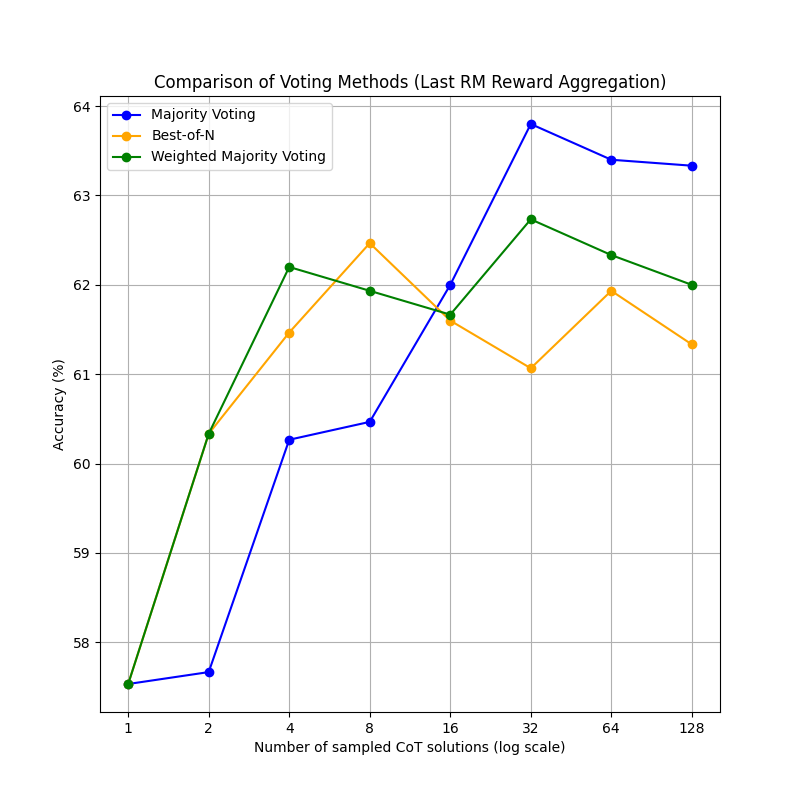 Comparison of Voting Methods (Last RM Reward Aggregation)
Majority Voting
Best-of-N
Weighted Majority Voting
64
63
62
61
60
59
58
Accuracy (%)
1 2 4 8 16 32 64 128
Number of sampled CoT solutions (log scale)